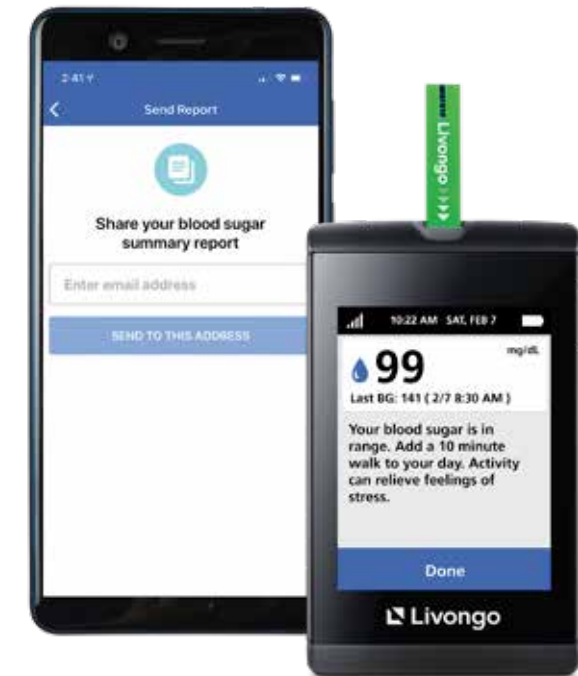 2:41
Send Report
Share your blood sugar
summary report
Enter email address
SEND TO THIS ADDRESS
Livongo
10:22 AM SAT, FEB 7
99
mg/dL
Last BG: 141 ( 2/7 8:30 AM )
Your blood sugar is in
range. Add a 10 minute
walk to your day. Activity
can relieve feelings of
stress.
Done
Livongo